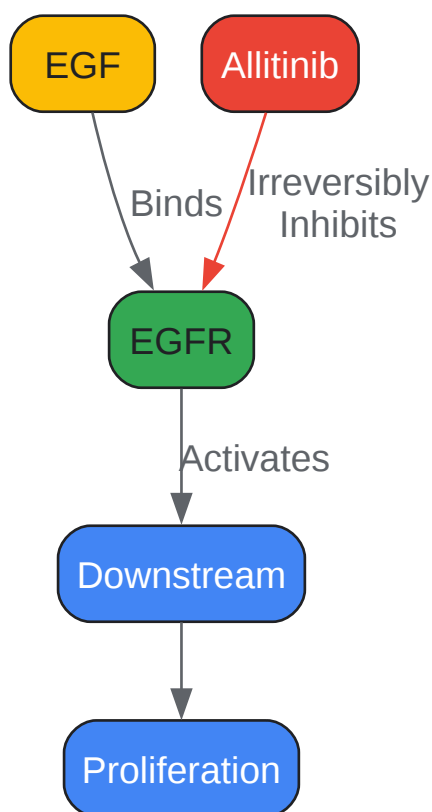 EGF
Allitinib
Binds
Irreversibly
Inhibits
EGFR
Activates
Downstream
Proliferation